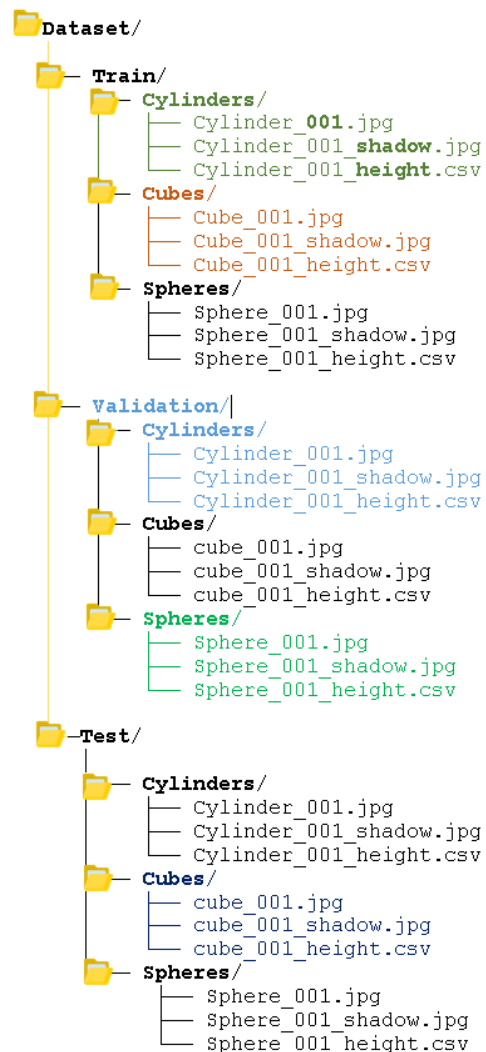 Dataset/
Train/
Cylinders/
Cylinder_001.jpg
Cylinder_001_shadow.jpg
Cylinder_001_height.csv
Cubes/
Cube_001.jpg
Cube_001_shadow.jpg
Cube_001_height.csv
Spheres/
Sphere_001.jpg
Sphere_001_shadow.jpg
Sphere_001_height.csv
Validation/
Cylinders/
Cylinder_001.jpg
Cylinder_001_shadow.jpg
Cylinder_001_height.csv
Cubes/
cube_001.jpg
cube_001_shadow.jpg
cube_001_height.csv
Spheres/
Sphere_001.jpg
Sphere_001_shadow.jpg
Sphere_001_height.csv
Test/
Cylinders/
Cylinder_001.jpg
Cylinder_001_shadow.jpg
Cylinder_001_height.csv
Cubes/
cube_001.jpg
cube_001_shadow.jpg
cube_001_height.csv
Spheres/
Sphere_001.jpg
Sphere_001_shadow.jpg
Sphere_001_height.csv